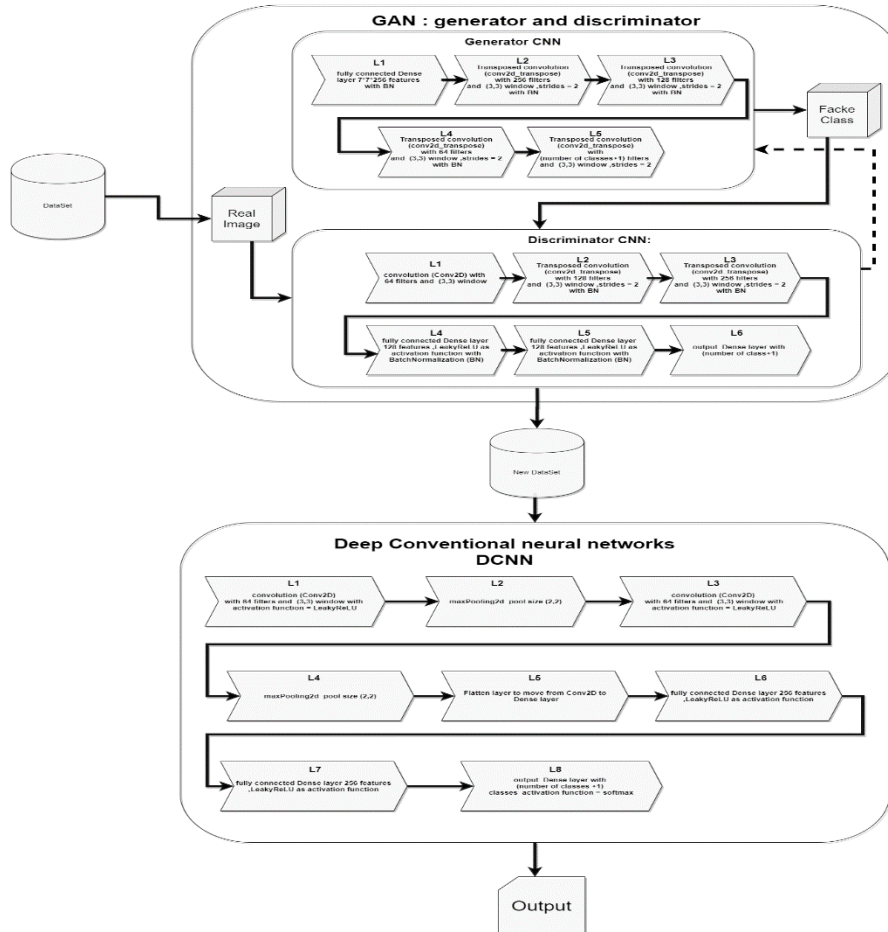 GAN : generator and discriminator
Generator CNN
L1
fully connected Dense
layer 7*7*256 features
with BN
L2
Transposed convolution
(conv2d_transpose)
with 256 filters
and (3,3) window ,strides = 2
with BN
L3
Transposed convolution
(conv2d_transpose)
with 128 filters
and (3,3) window ,strides = 2
with BN
Facke
Class
L4
Transposed convolution
(conv2d_transpose)
with 64 filters
and (3,3) window ,strides = 2
with BN
L5
Transposed convolution
(conv2d_transpose)
with
(number of classes+1) filters
and (3,3) window ,strides = 2
DataSet
Real
Image
Discriminator CNN:
L1
convolution (Conv2D) with
64 filters and (3,3) window
L2
Transposed convolution
(conv2d_transpose)
with 128 filters
and (3,3) window ,strides = 2
with BN
L3
Transposed convolution
(conv2d_transpose)
with 256 filters
and (3,3) window ,strides = 2
with BN
L4
fully connected Dense layer
128 features ,LeakyReLU as
activation function with
BatchNormalization (BN)
L5
fully connected Dense layer
128 features ,LeakyReLU as
activation function with
BatchNormalization (BN)
L6
output Dense layer with
(number of class+1)
New DataSet
Deep Conventional neural networks
DCNN
L1
convolution (Conv2D)
with 64 filters and (3,3) window with
activation function = LeakyReLU
L2
maxPooling2d pool size (2,2)
L3
convolution (Conv2D)
with 64 filters and (3,3) window with
activation function = LeakyReLU
L4
maxPooling2d pool size (2,2)
L5
Flatten layer to move from Conv2D to
Dense layer
L6
fully connected Dense layer 256 features
,LeakyReLU as activation function
L7
fully connected Dense layer 256 features
,LeakyReLU as activation function
L8
output Dense layer with
(number of classes +1)
classes activation function = softmax
Output